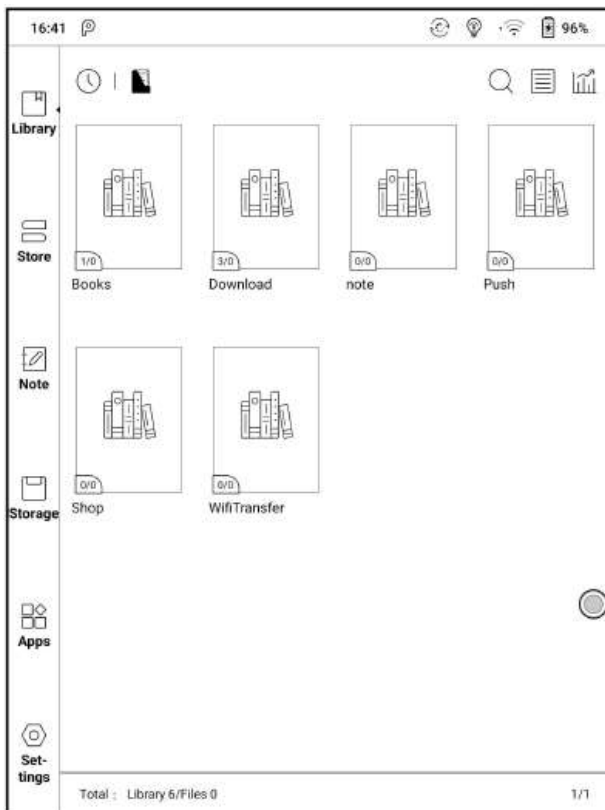 16:41
96%
Library
Store
Note
Storage
Apps
Set-
tings
1/0
3/0
0/0
0/0
Books
Download
note
Push
0/0
0/0
Shop
WifiTransfer
Total : Library 6/Files 0
1/1